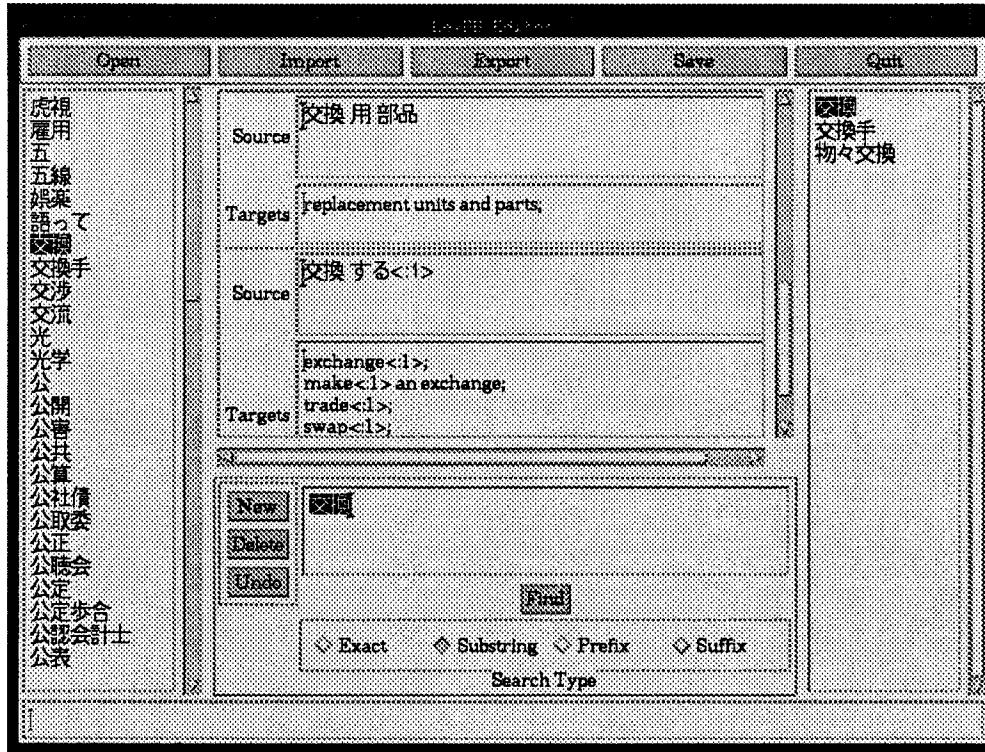 Open Import Export Save Quit
虎視
雇用
五
五線
娯楽
語って
交換
交換手
交渉
交流
光
光学
公
公開
公害
公共
公算
公社債
公取委
公正
公聴会
公定
公定歩合
公認会計士
公表
Source
交換 用 部品
Targets
replacement units and parts;
Source
交換 する<:1>
Targets
exchange<:1>;
make<:1> an exchange;
trade<:1>;
swap<:1>;
New
Delete
Undo
交換
Find
Exact Substring Prefix Suffix
Search Type
交換
交換手
物々交換